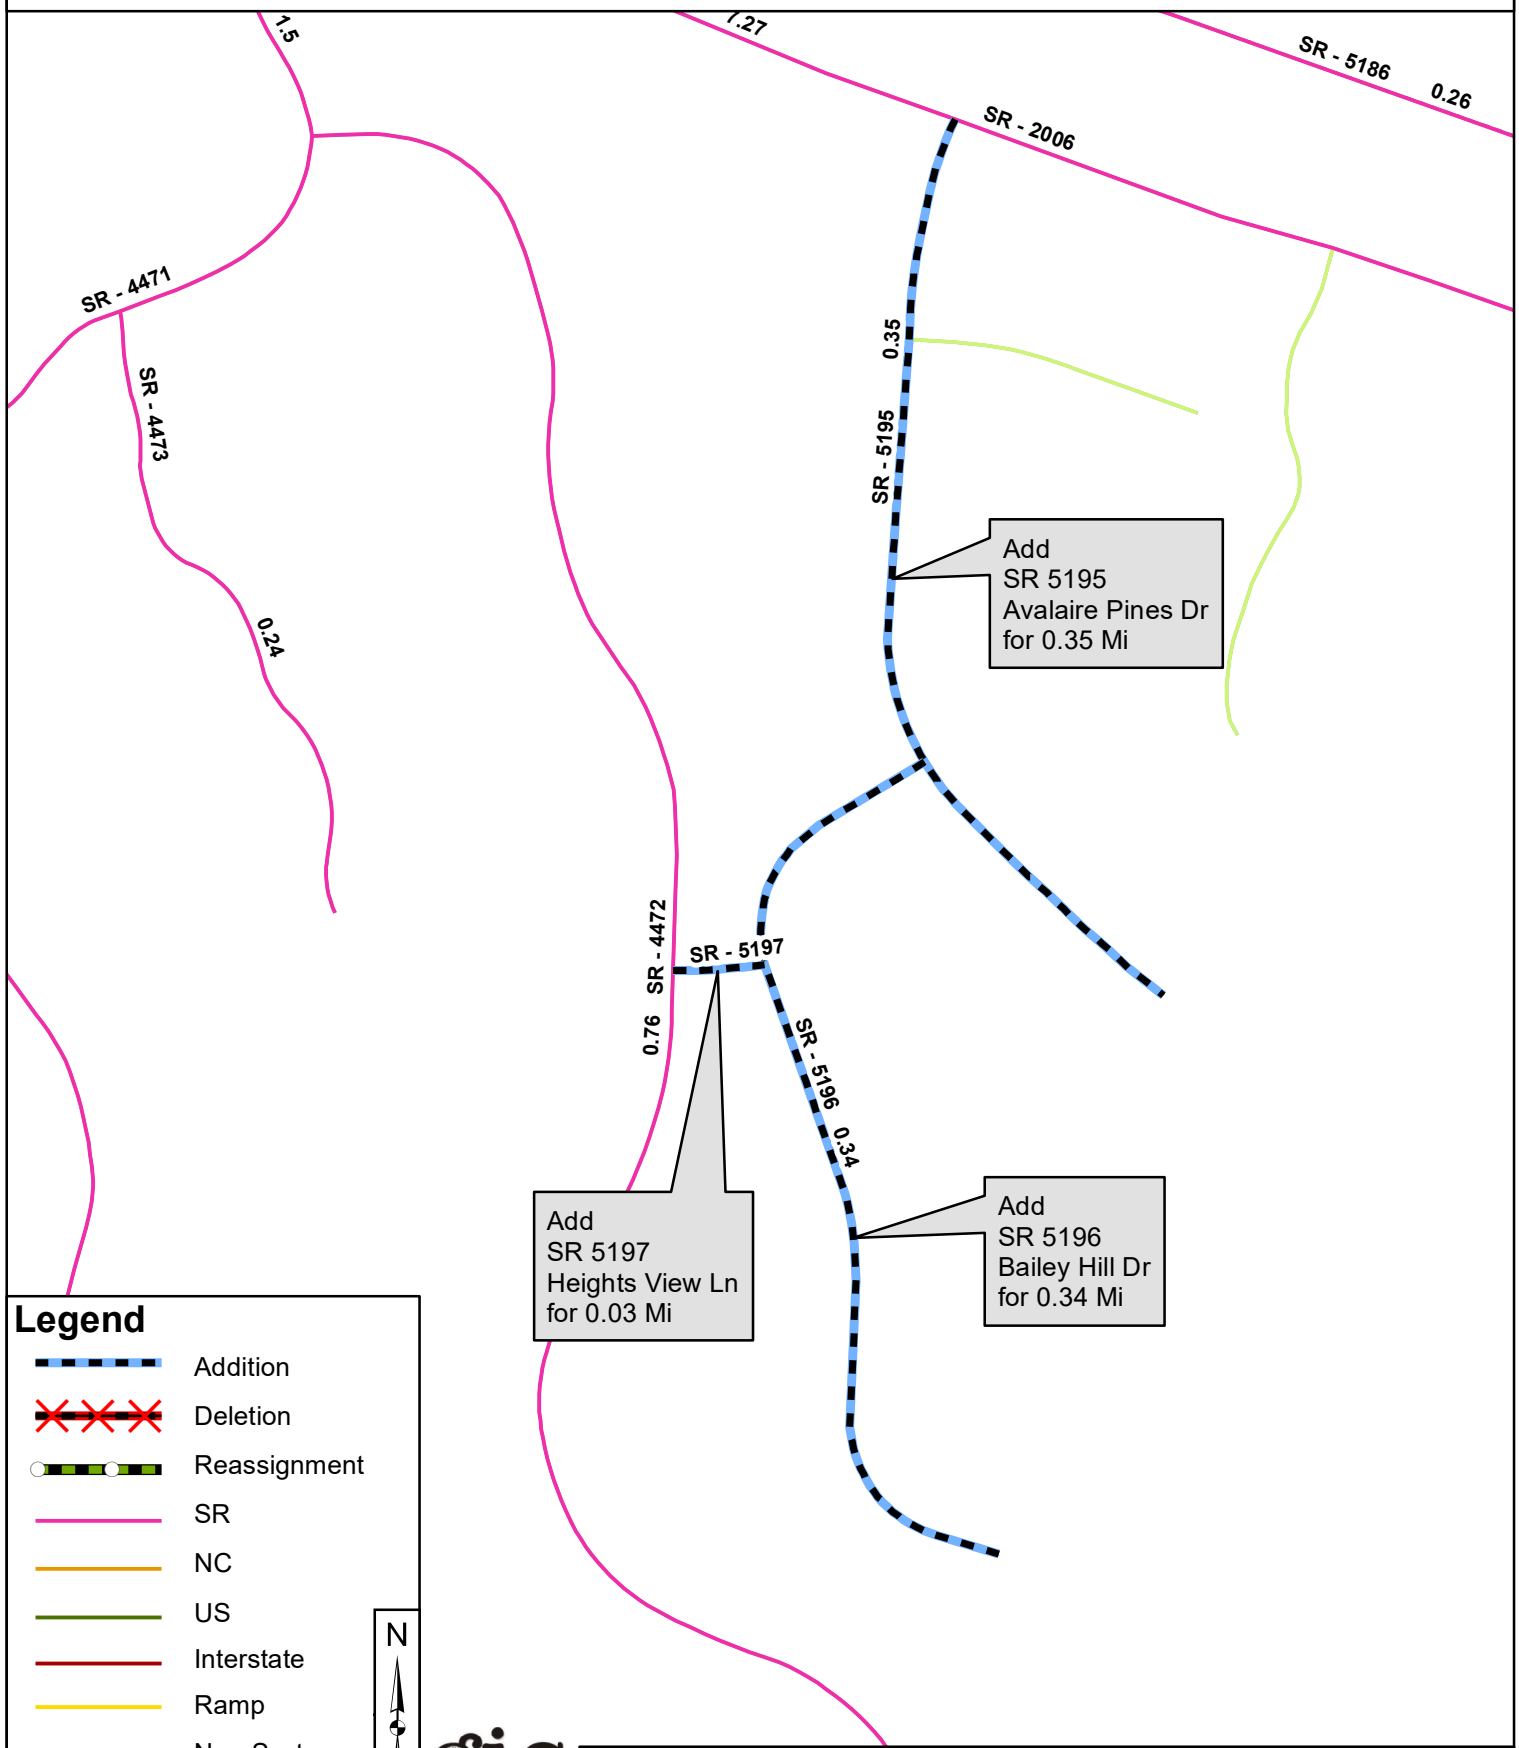 1.5
7.27
SR - 5186 0.26
SR - 2006
SR - 4471
SR - 4473
0.24
0.35
SR - 5195
Add
SR 5195
Avalaire Pines Dr
for 0.35 Mi
SR - 4472
0.76
SR - 5197
SR - 5196 0.34
Add
SR 5197
Heights View Ln
for 0.03 Mi
Add
SR 5196
Bailey Hill Dr
for 0.34 Mi
Legend
Addition
Deletion
Reassignment
SR
NC
US
Interstate
Ramp
N